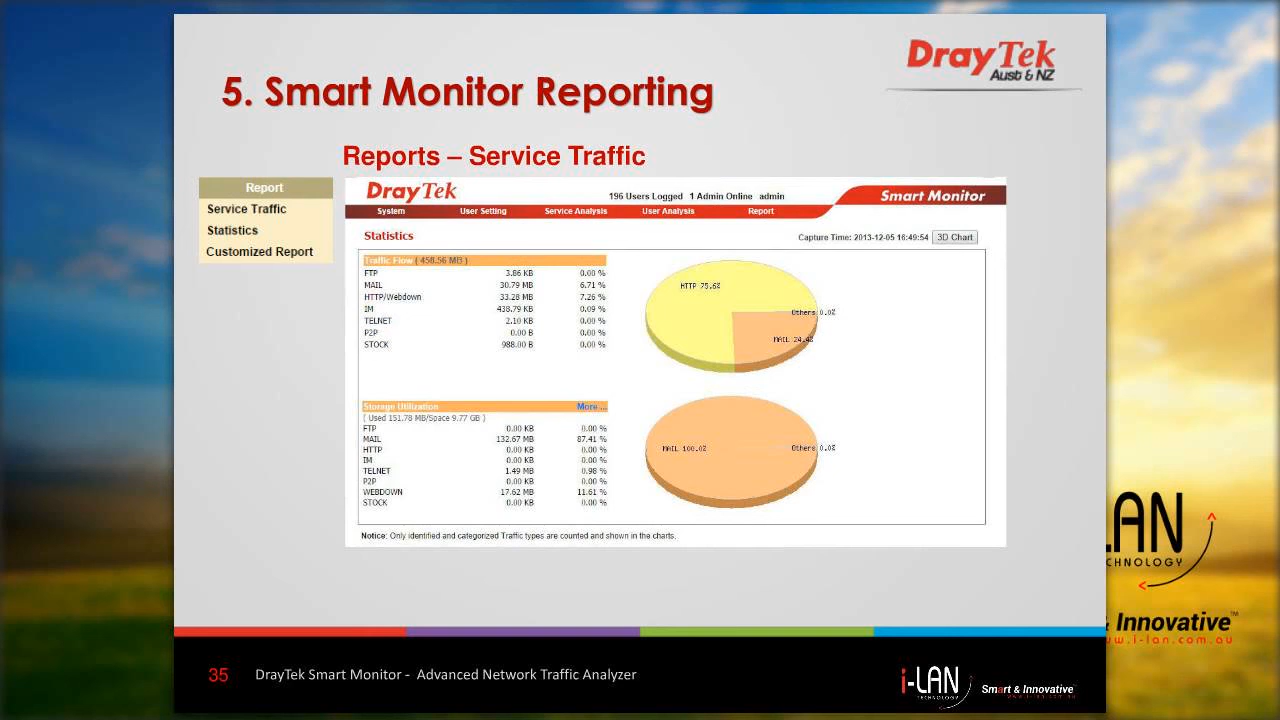 DrayTek
Aust & NZ
5. Smart Monitor Reporting
Reports – Service Traffic
Report
Service Traffic
Statistics
Customized Report
DrayTek
196 Users Logged 1 Admin Online admin
Smart Monitor
System User Setting Service Analysis User Analysis Report
Statistics
Capture Time: 2013-12-05 16:49:54 3D Chart
Traffic Flow ( 458.56 MB )
FTP 3.86 KB 0.00 %
MAIL 30.79 MB 6.71 %
HTTP/Webdown 33.28 MB 7.26 %
IM 438.79 KB 0.09 %
TELNET 2.10 KB 0.00 %
P2P 0.00 B 0.00 %
STOCK 988.00 B 0.00 %
HTTP 75.6%
Others 0.0%
MAIL 24.4%
Storage Utilization More ...
( Used 151.78 MB/Space 9.77 GB )
FTP 0.00 KB 0.00 %
MAIL 132.67 MB 87.41 %
HTTP 0.00 KB 0.00 %
IM 0.00 KB 0.00 %
TELNET 1.49 MB 0.98 %
P2P 0.00 KB 0.00 %
WEBDOWN 17.62 MB 11.61 %
STOCK 0.00 KB 0.00 %
MAIL 100.0%
Others 0.0%
Notice: Only identified and categorized Traffic types are counted and shown in the charts.
LAN
CHNOLOGY
Innovative™
w.i-lan.com.au
35 DrayTek Smart Monitor - Advanced Network Traffic Analyzer
i-LAN
TECHNOLOGY
Smart & Innovative